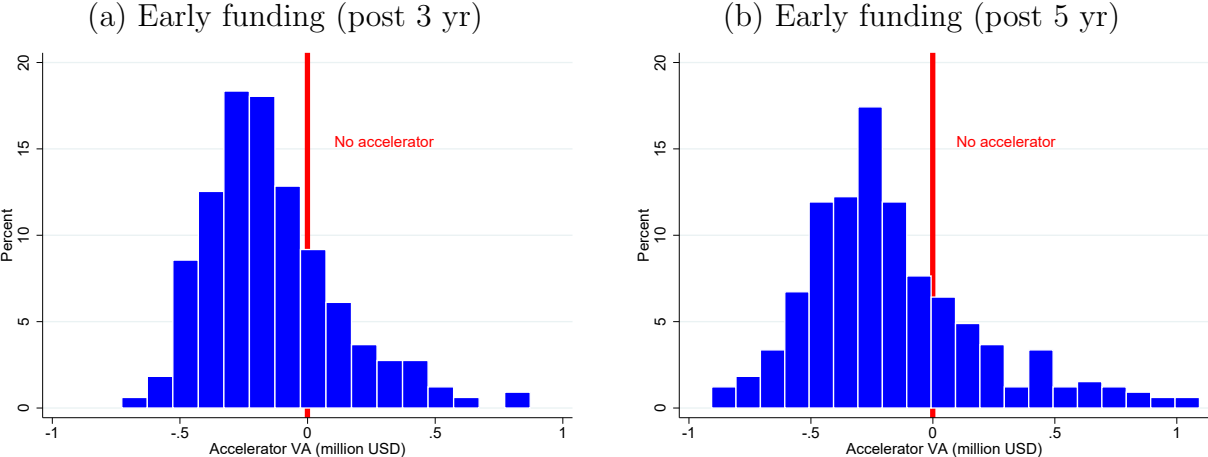 (a) Early funding (post 3 yr)
20
15
10
5
0
Percent
No accelerator
-1
-.5
0
.5
1
Accelerator VA (million USD)
(b) Early funding (post 5 yr)
20
15
10
5
0
Percent
No accelerator
-1
-.5
0
.5
1
Accelerator VA (million USD)